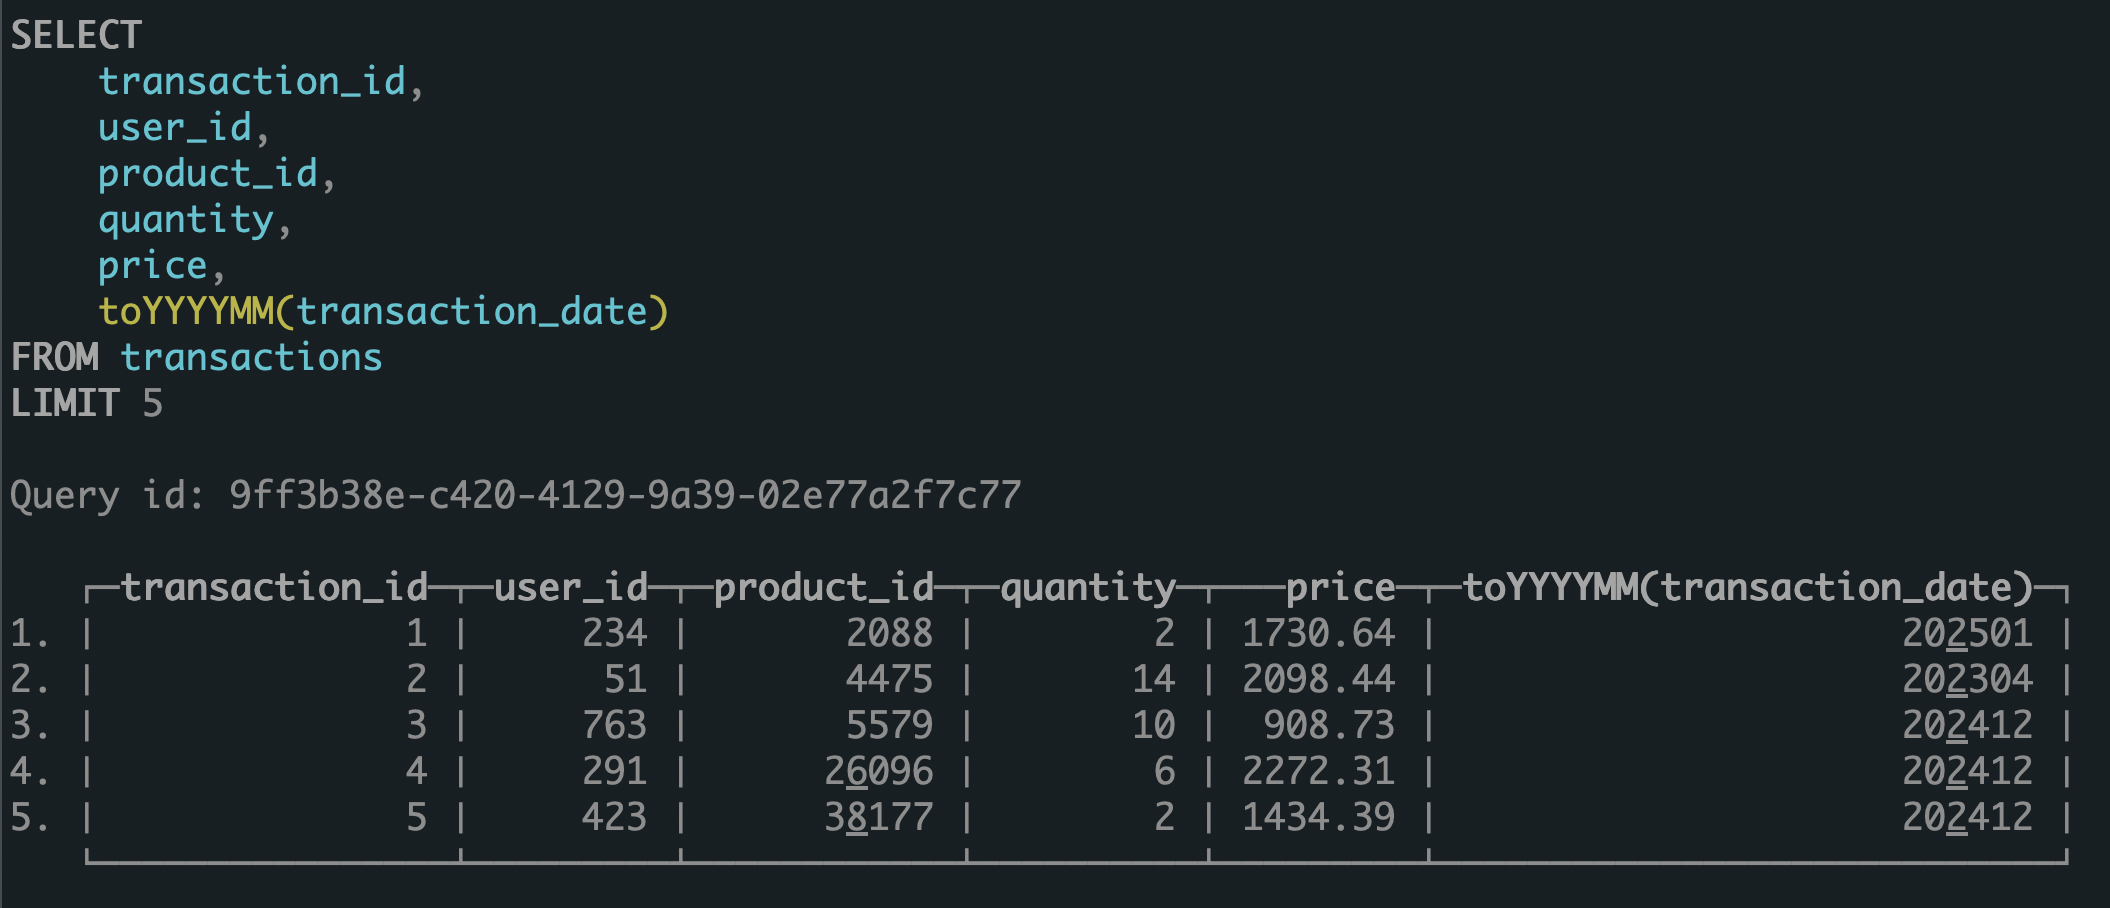 SELECT
    transaction_id,
    user_id,
    product_id,
    quantity,
    price,
    toYYYYMM(transaction_date)
FROM transactions
LIMIT 5

Query id: 9ff3b38e-c420-4129-9a39-02e77a2f7c77

   ┌─transaction_id─┬─user_id─┬─product_id─┬─quantity─┬───price─┬─toYYYYMM(transaction_date)─┐
1. │              1 │     234 │       2088 │        2 │ 1730.64 │                     202501 │
2. │              2 │      51 │       4475 │       14 │ 2098.44 │                     202304 │
3. │              3 │     763 │       5579 │       10 │  908.73 │                     202412 │
4. │              4 │     291 │      26096 │        6 │ 2272.31 │                     202412 │
5. │              5 │     423 │      38177 │        2 │ 1434.39 │                     202412 │
   └────────────────┴─────────┴────────────┴──────────┴─────────┴────────────────────────────┘